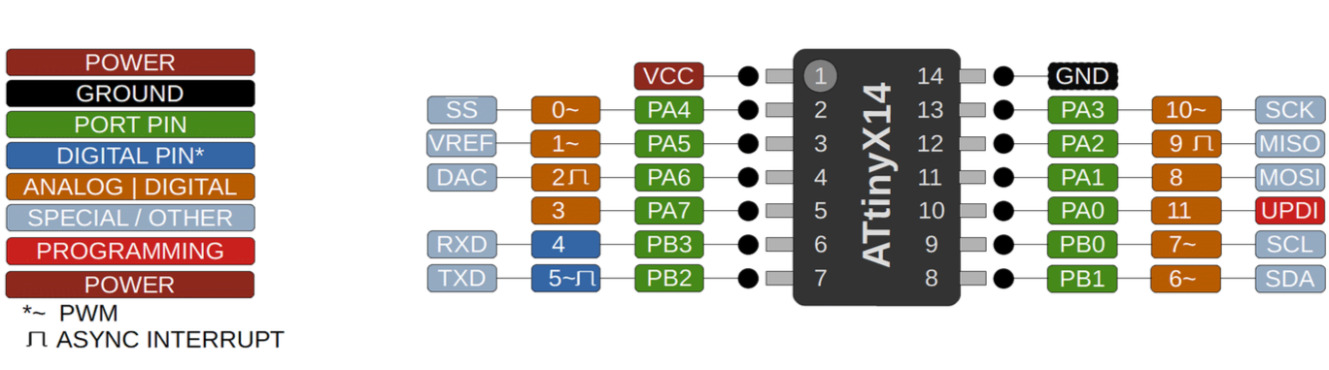 POWER
GROUND
PORT PIN
DIGITAL PIN*
ANALOG | DIGITAL
SPECIAL / OTHER
PROGRAMMING
POWER
*~ PWM
ASYNC INTERRUPT
VCC 1 14 GND
SS 0~ PA4 2 13 PA3 10~ SCK
VREF 1~ PA5 3 12 PA2 9 MISO
DAC 2 PA6 4 11 PA1 8 MOSI
3 PA7 5 10 PA0 11 UPDI
RXD 4 PB3 6 9 PB0 7~ SCL
TXD 5~ PB2 7 8 PB1 6~ SDA
ATtinyX14